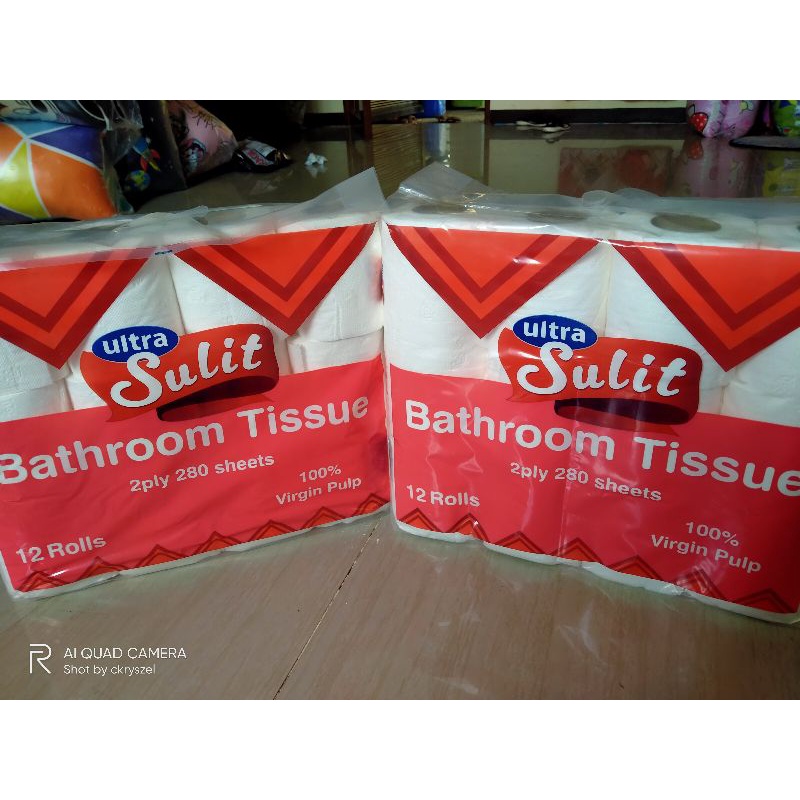 ultra
Sulit
Bathroom Tissue
2ply 280 sheets
100%
Virgin Pulp
12 Rolls
ultra
Sulit
Bathroom Tissue
2ply 280 sheets
12 Rolls
100%
Virgin Pulp
R AI QUAD CAMERA
Shot by ckryszel